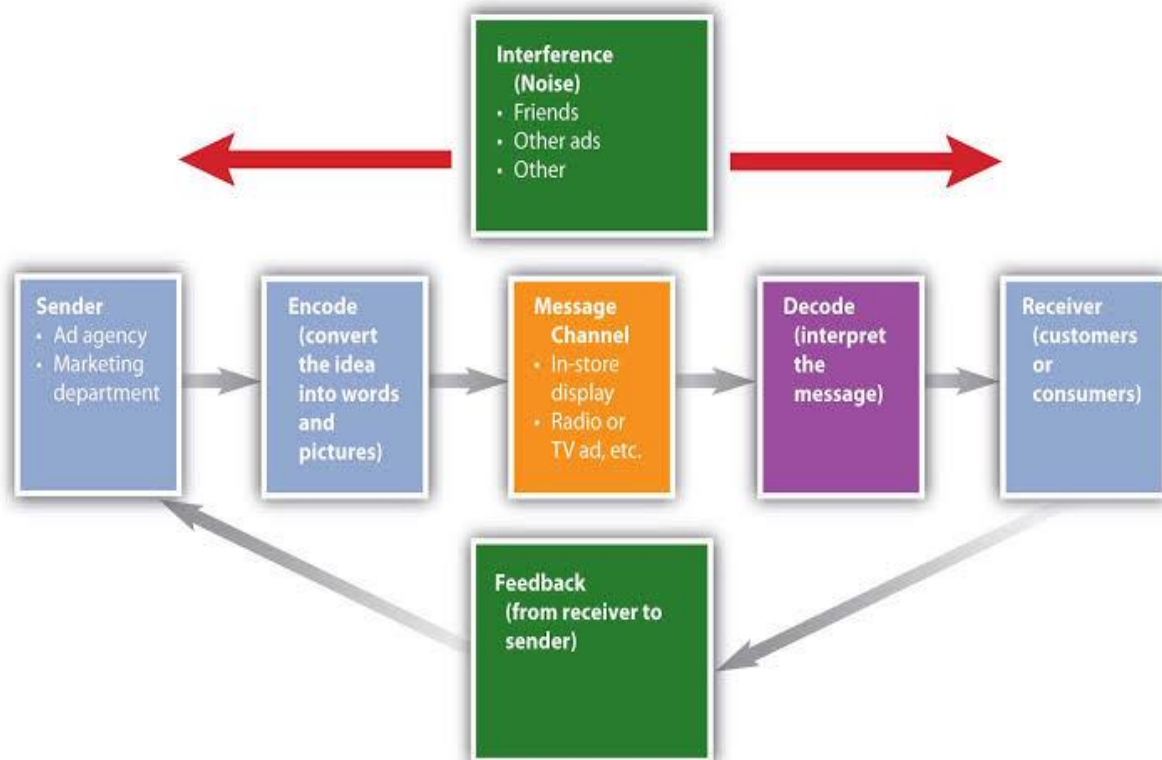 Interference
(Noise)
• Friends
• Other ads
• Other
Sender
• Ad agency
• Marketing
department
Encode
(convert
the idea
into words
and
pictures)
Message
Channel
• In-store
display
• Radio or
TV ad, etc.
Decode
(interpret
the
message)
Receiver
(customers
or
consumers)
Feedback
(from receiver to
sender)